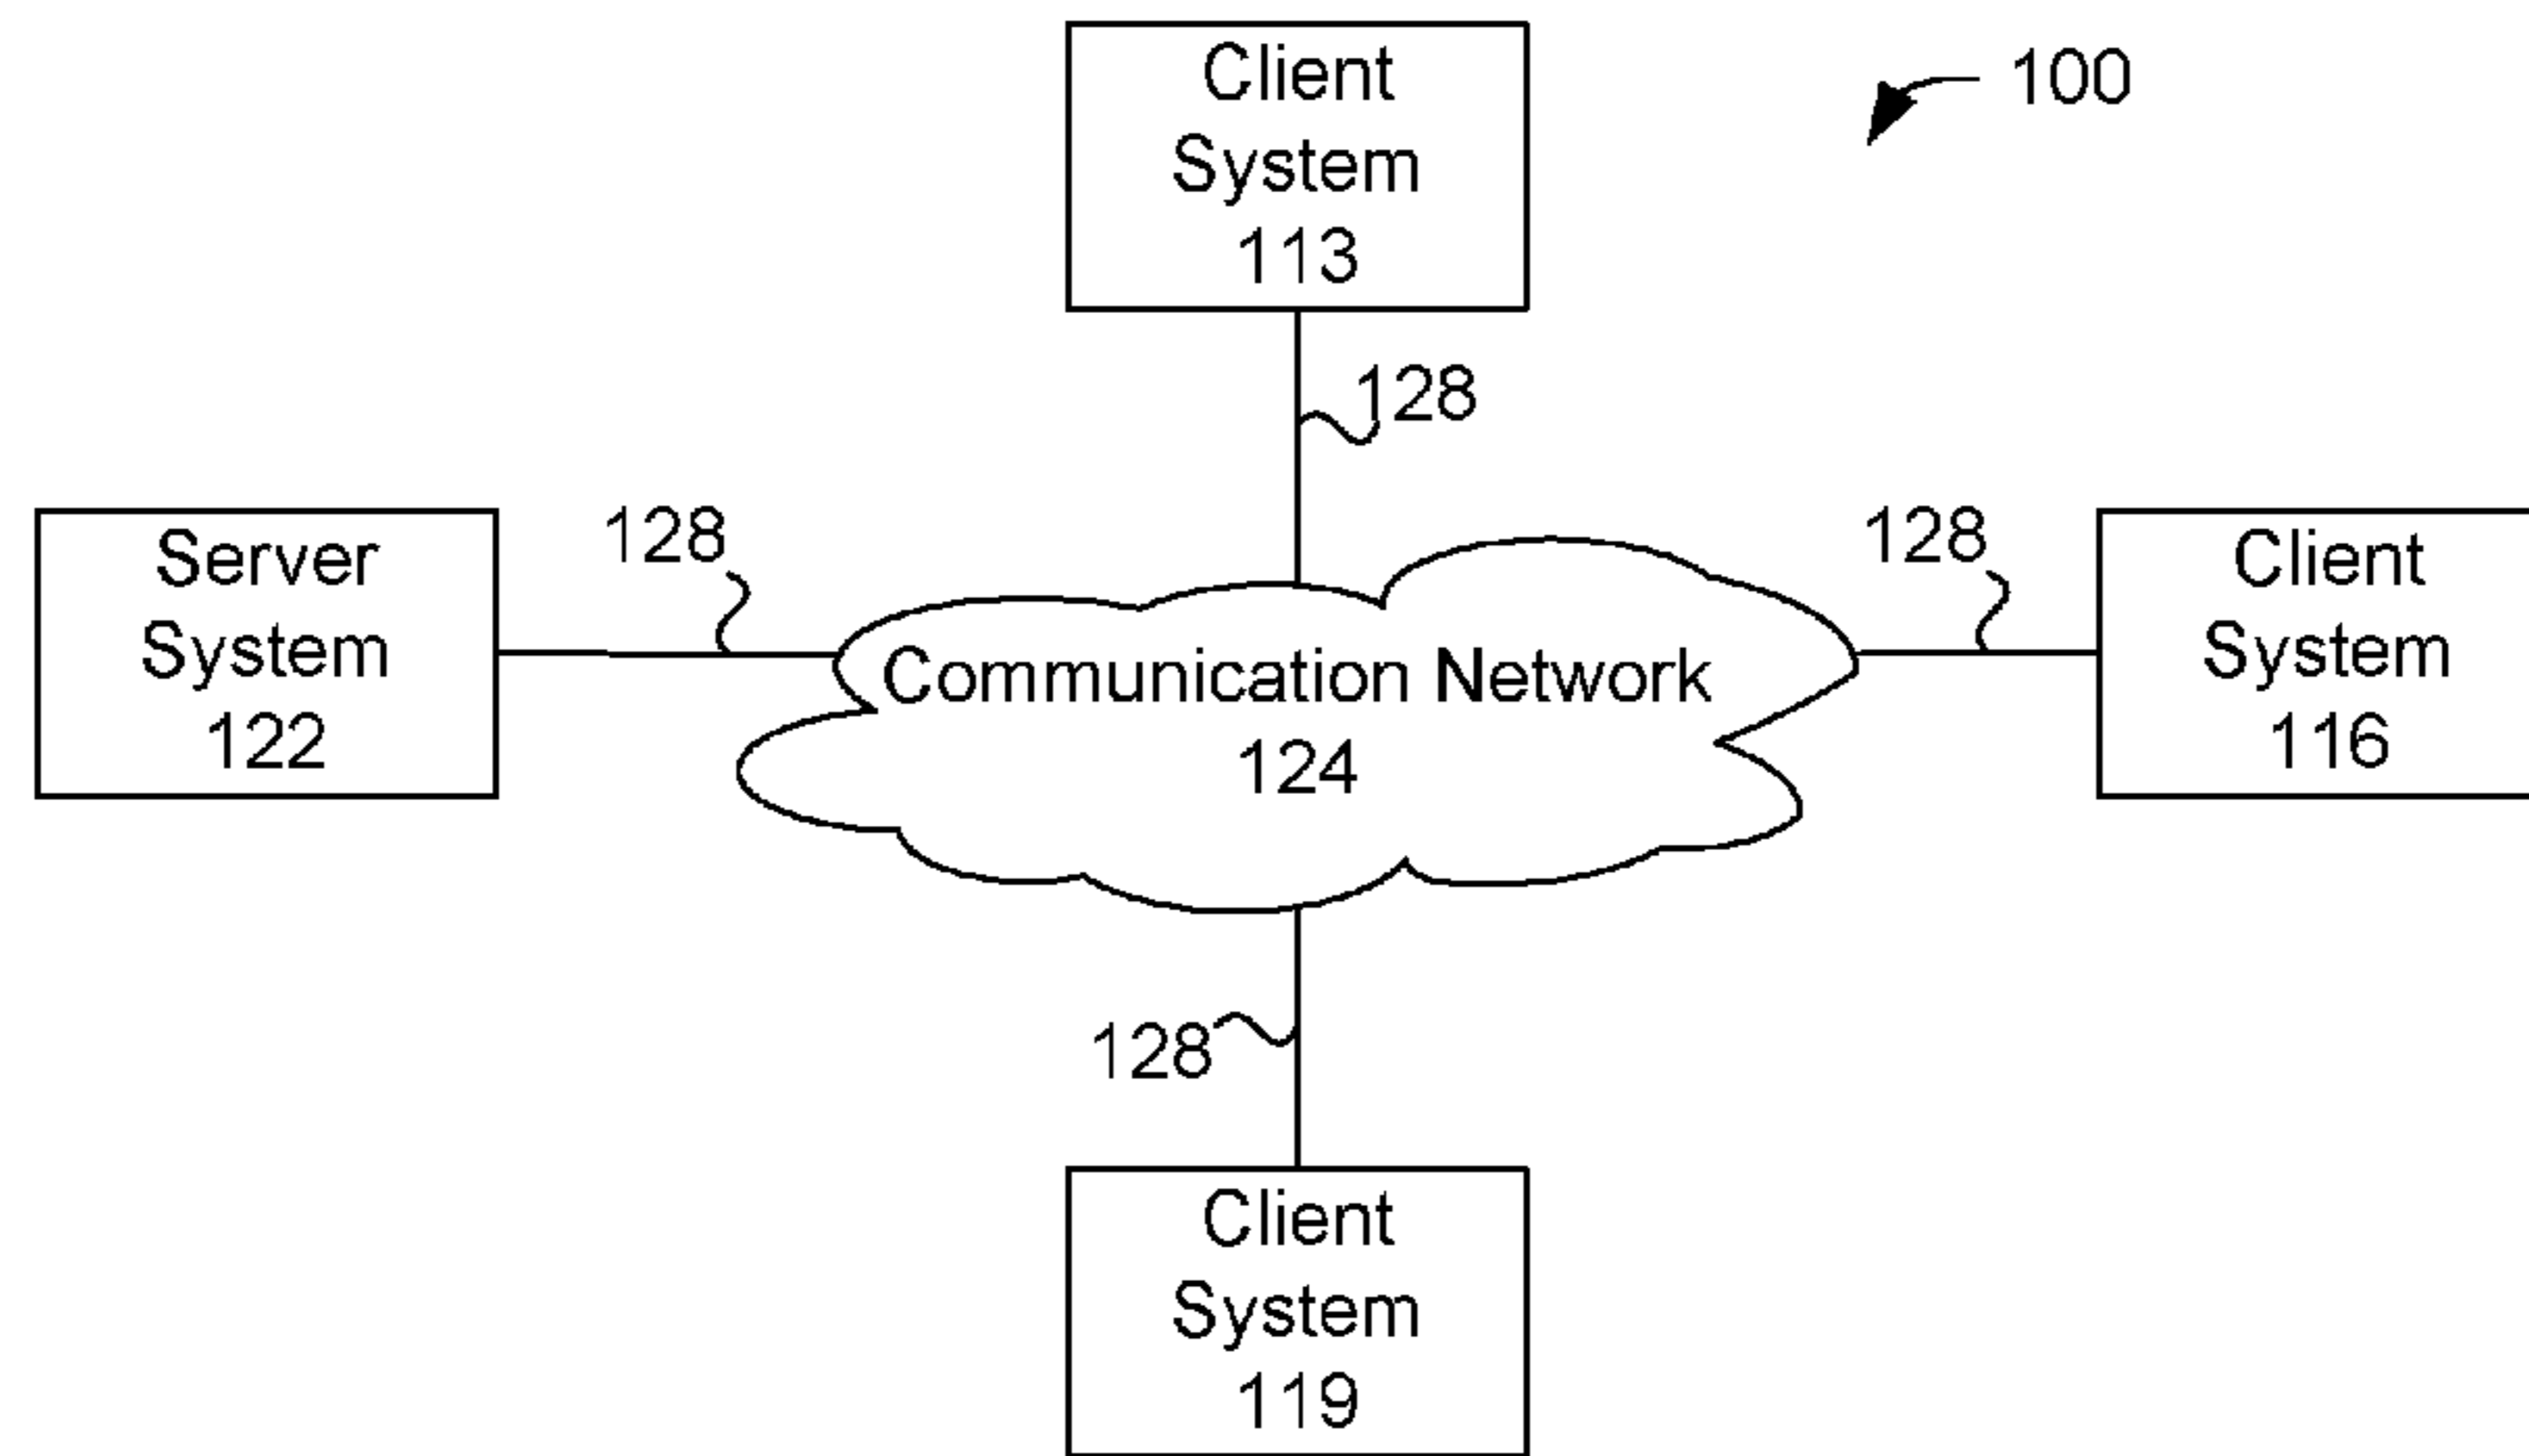 Client
System
113
100
128
Server
System
122
128
128
Client
System
116
Communication Network
124
128
Client
System
119